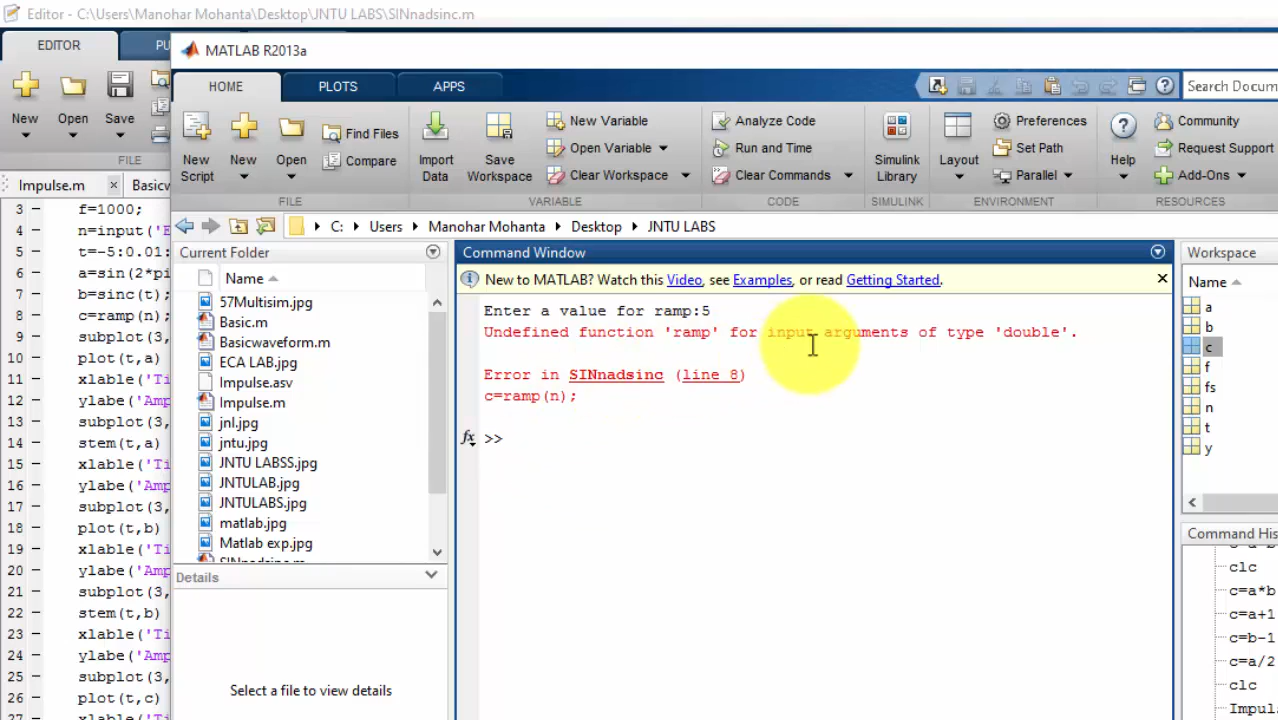 Editor - C:\Users\Manohar Mohanta\Desktop\JNTU LABS\SINnadsinc.m
EDITOR
PU
New
Open
Save
FILE
Impulse.m
×
Basicw
3 - f=1000;
4 - n=input('E
5 - t=-5:0.01:
6 - a=sin(2*pi
7 - b=sinc(t);
8 - c=ramp(n);
9 - subplot(3,
10 - plot(t,a)
11 - xlable('Ti
12 - ylabe('Amp
13 - subplot(3,
14 - stem(t,a)
15 - xlable('Ti
16 - ylabe('Amp
17 - subplot(3,
18 - plot(t,b)
19 - xlable('Ti
20 - ylabe('Amp
21 - subplot(3,
22 - stem(t,b)
23 - xlable('Ti
24 - ylabe('Amp
25 - subplot(3,
26 - plot(t,c)
27 - xlable('Ti
MATLAB R2013a
HOME
PLOTS
APPS
Search Docum
New Script
New
Open
Find Files
Compare
FILE
Import Data
Save Workspace
New Variable
Open Variable
Clear Workspace
VARIABLE
Analyze Code
Run and Time
Clear Commands
CODE
Simulink Library
SIMULINK
Layout
Preferences
Set Path
Parallel
ENVIRONMENT
Help
Community
Request Support
Add-Ons
RESOURCES
C: Users Manohar Mohanta Desktop JNTU LABS
Current Folder
Name
57Multisim.jpg
Basic.m
Basicwaveform.m
ECA LAB.jpg
Impulse.asv
Impulse.m
jnl.jpg
jntu.jpg
JNTU LABSS.jpg
JNTULAB.jpg
JNTULABS.jpg
matlab.jpg
Matlab exp.jpg
SINnadsinc.m
Details
Select a file to view details
Command Window
New to MATLAB? Watch this Video, see Examples, or read Getting Started.
Enter a value for ramp:5
Undefined function 'ramp' for input arguments of type 'double'.
Error in SINnadsinc (line 8)
c=ramp(n);
fx >>
Workspace
Name
a
b
c
f
fs
n
t
y
Command His
c=a*b
clc
c=a*b
c=a+1
c=b-1
c=a/2
clc
Impul